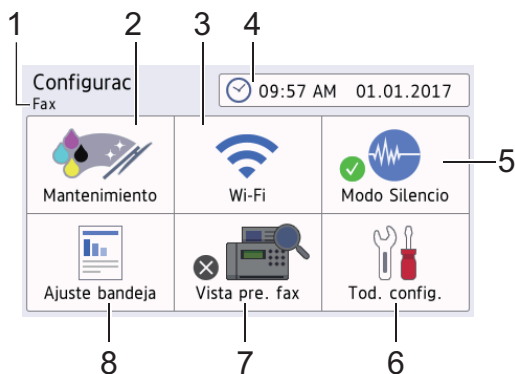 1 2 3 4
Configurac
Fax
09:57 AM 01.01.2017
Mantenimiento Wi-Fi Modo Silencio
5
Ajuste bandeja Vista pre. fax Tod. config.
8 7 6